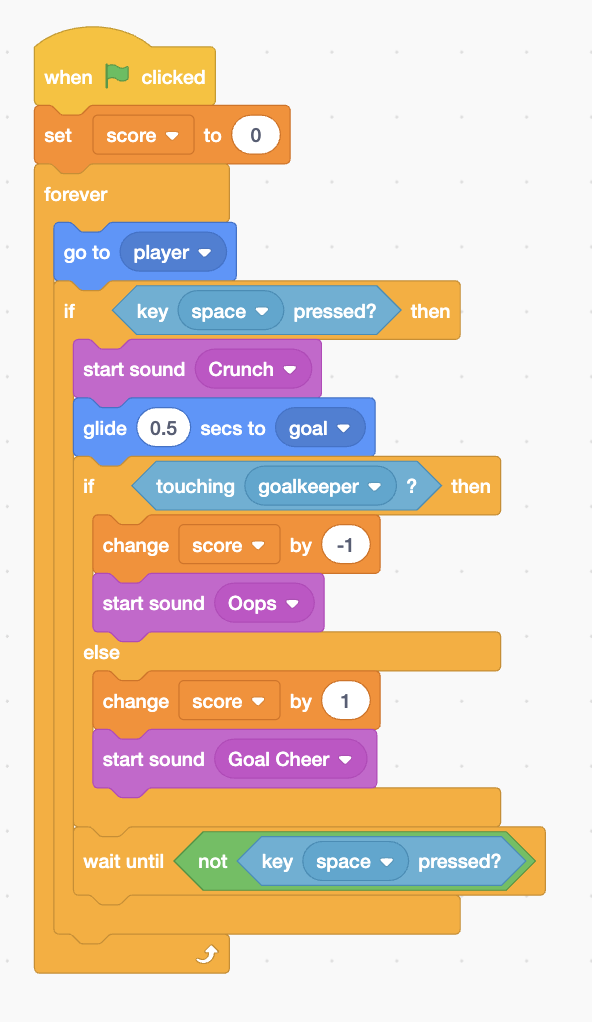 when clicked
set score to 0
forever
go to player
if key space pressed? then
start sound Crunch
glide 0.5 secs to goal
if touching goalkeeper ? then
change score by -1
start sound Oops
else
change score by 1
start sound Goal Cheer
wait until not key space pressed?